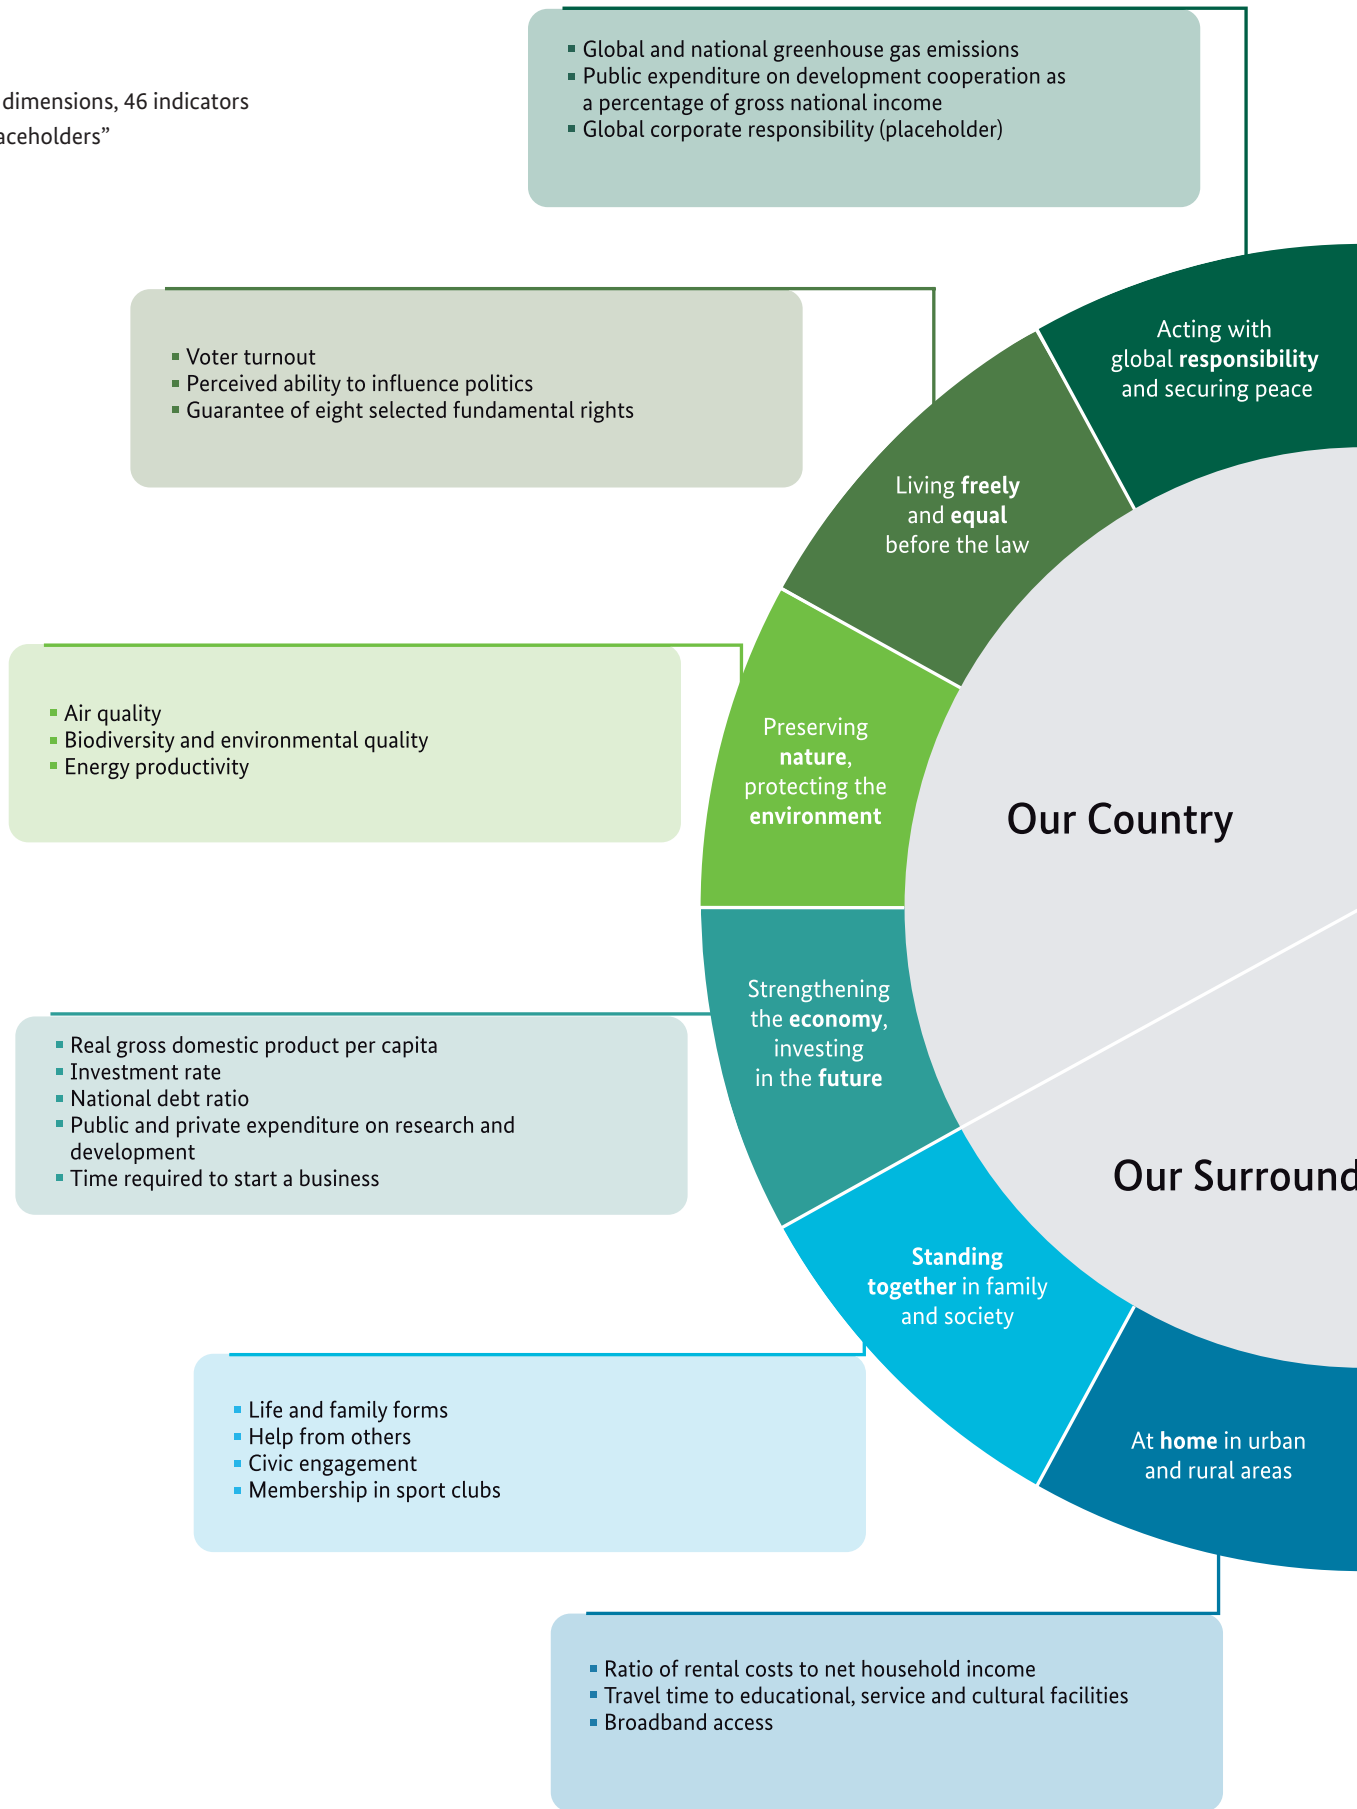 dimensions, 46 indicators
aceholders”
▪ Global and national greenhouse gas emissions
▪ Public expenditure on development cooperation as
a percentage of gross national income
▪ Global corporate responsibility (placeholder)
Acting with
global responsibility
and securing peace
▪ Voter turnout
▪ Perceived ability to influence politics
▪ Guarantee of eight selected fundamental rights
Living freely
and equal
before the law
▪ Air quality
▪ Biodiversity and environmental quality
▪ Energy productivity
Preserving
nature,
protecting the
environment
Our Country
▪ Real gross domestic product per capita
▪ Investment rate
▪ National debt ratio
▪ Public and private expenditure on research and
development
▪ Time required to start a business
Strengthening
the economy,
investing
in the future
Our Surround
Standing
together in family
and society
▪ Life and family forms
▪ Help from others
▪ Civic engagement
▪ Membership in sport clubs
At home in urban
and rural areas
▪ Ratio of rental costs to net household income
▪ Travel time to educational, service and cultural facilities
▪ Broadband access